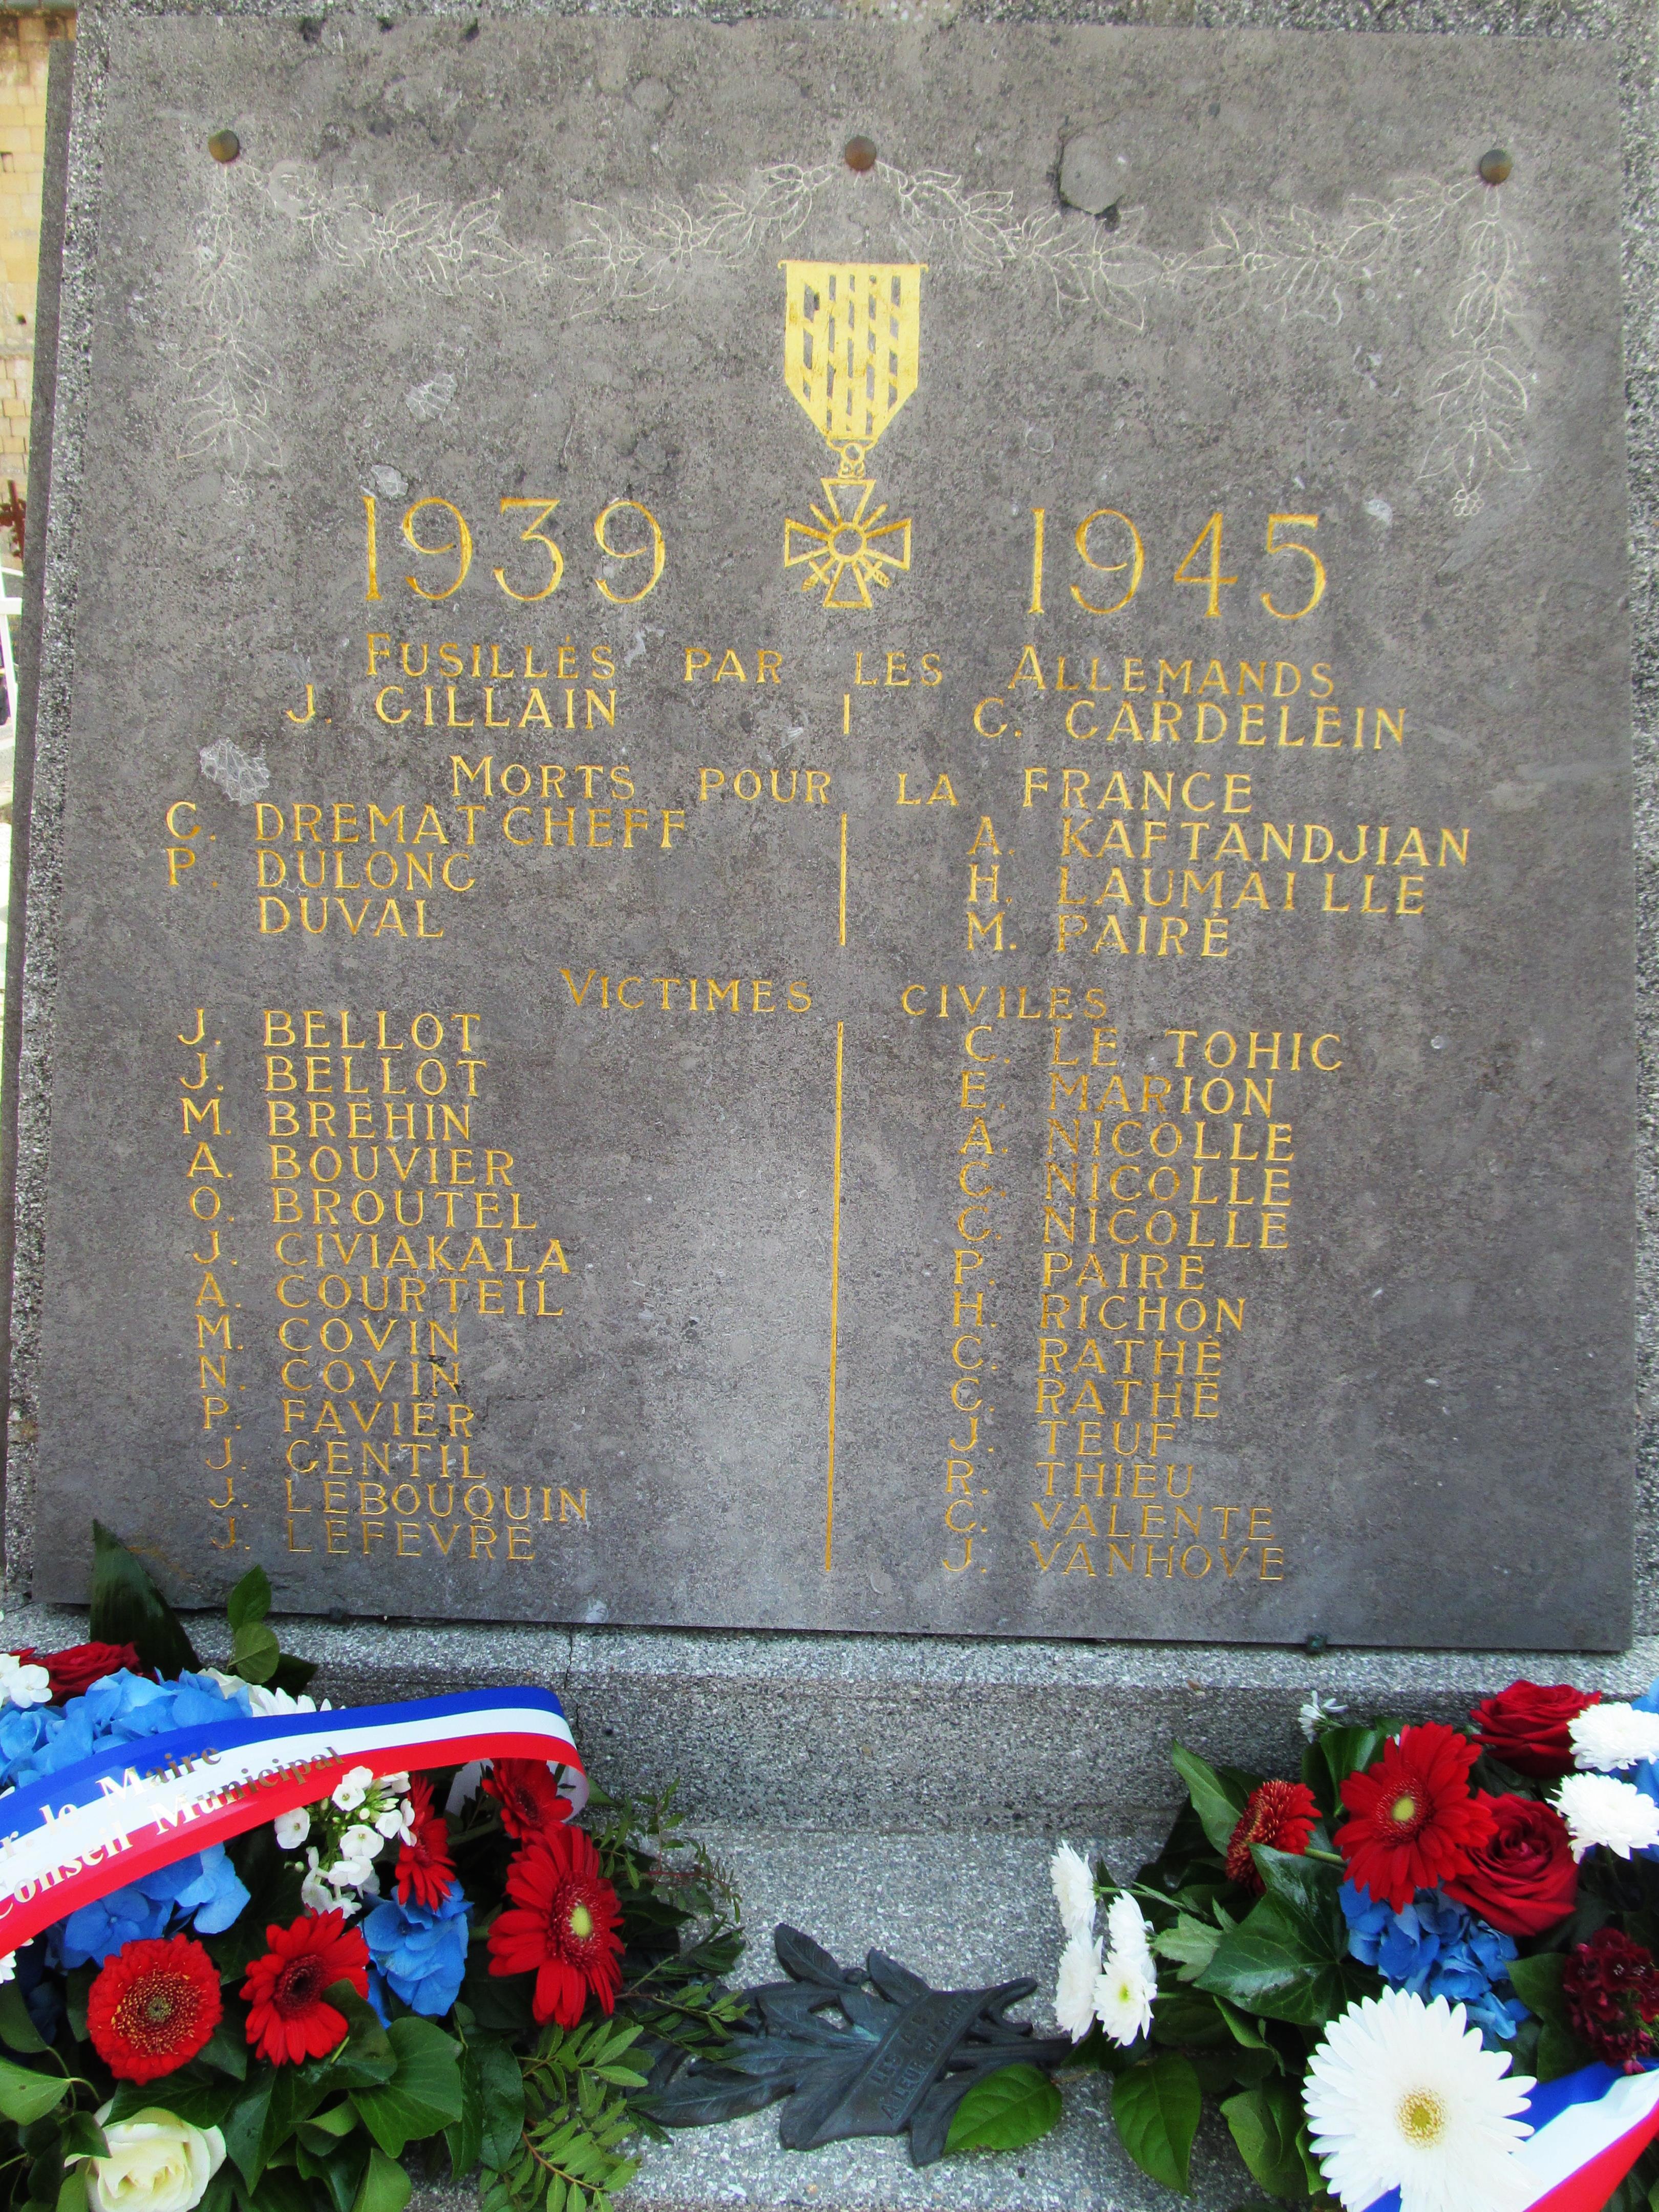 1939 1945
FUSILLÉS PAR LES ALLEMANDS
J. GILLAIN
C. CARDELEIN
MORTS POUR LA FRANCE
C. DREMATCHEFF
P. DULONG
DUVAL
A. KAFTANDJIAN
H. LAUMAILLE
M. PAIRÉ
VICTIMES CIVILES
J. BELLOT
J. BELLOT
M. BREHIN
A. BOUVIER
O. BROUTEL
J. CIVIAKALA
A. COURTEIL
M. COVIN
N. COVIN
P. FAVIER
J. GENTIL
J. LEBOUQUIN
J. LEFEVRE
C. LE TOHIC
E. MARION
A. NICOLLE
C. NICOLLE
C. NICOLLE
P. PAIRE
H. RICHON
C. RATHÉ
C. RATHÉ
J. TEUF
R. THIEU
C. VALENTE
J. VANHOVE
le Maire
Conseil Municipal
A LEUR